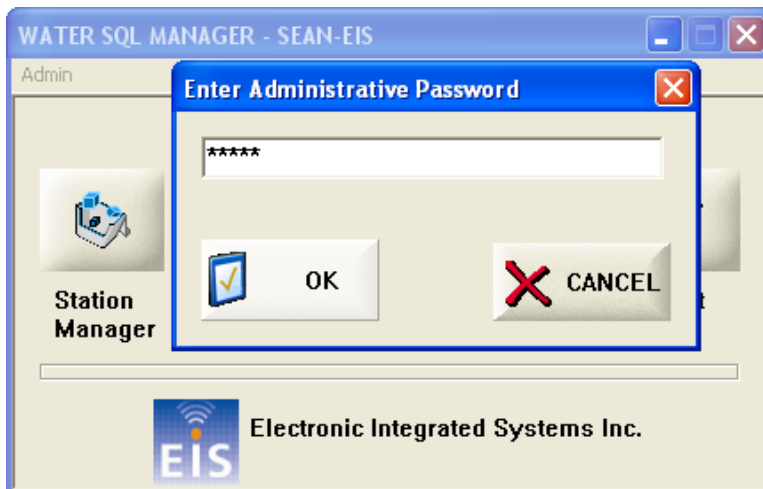 WATER SQL MANAGER - SEAN-EIS
Admin
Enter Administrative Password
*****
OK
CANCEL
Station
Manager
EIS
Electronic Integrated Systems Inc.